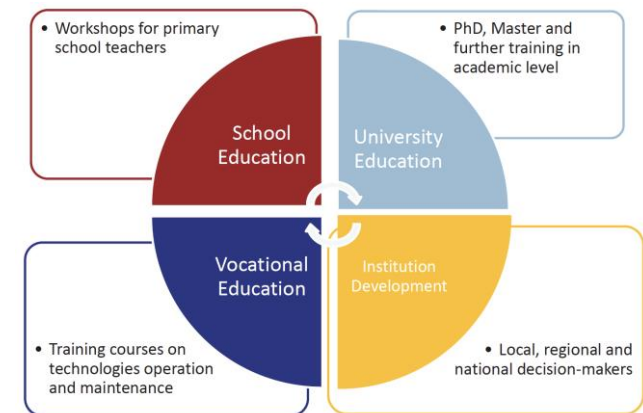 • Workshops for primary
school teachers
• PhD, Master and
further training in
academic level
School
Education
University
Education
Vocational
Education
Institution
Development
• Training courses on
technologies operation
and maintenance
• Local, regional and
national decision-makers